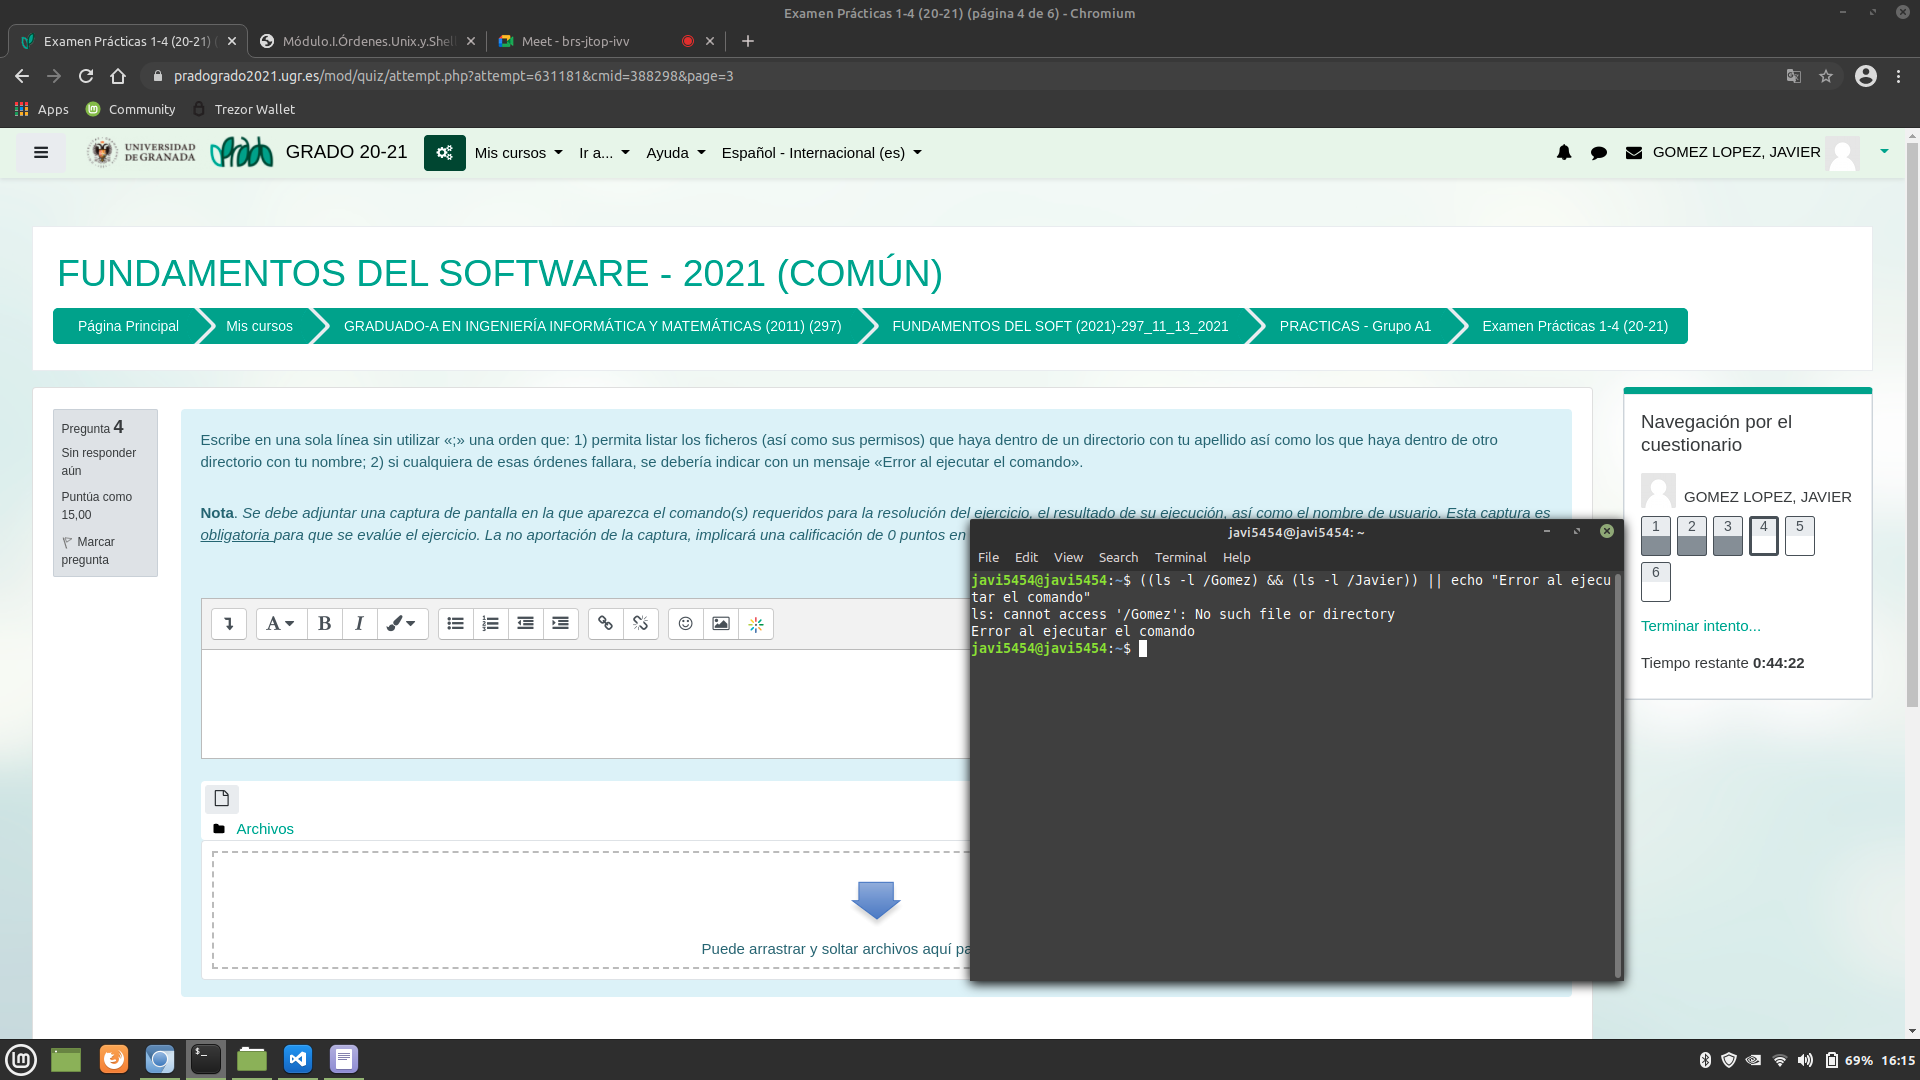 Examen Prácticas 1-4 (20-21) (página 4 de 6) - Chromium
Examen Prácticas 1-4 (20-21) (
Módulo.I.Órdenes.Unix.y.Shell
Meet - brs-jtop-ivv
pradogrado2021.ugr.es/mod/quiz/attempt.php?attempt=631181&cmid=388298&page=3
Apps
Community
Trezor Wallet
UNIVERSIDAD DE GRANADA
prado
GRADO 20-21
Mis cursos
Ir a...
Ayuda
Español - Internacional (es)
GOMEZ LOPEZ, JAVIER
FUNDAMENTOS DEL SOFTWARE - 2021 (COMÚN)
Página Principal
Mis cursos
GRADUADO-A EN INGENIERÍA INFORMÁTICA Y MATEMÁTICAS (2011) (297)
FUNDAMENTOS DEL SOFT (2021)-297_11_13_2021
PRACTICAS - Grupo A1
Examen Prácticas 1-4 (20-21)
Pregunta 4
Sin responder
aún
Puntúa como
15,00
Marcar
pregunta
Escribe en una sola línea sin utilizar «;» una orden que: 1) permita listar los ficheros (así como sus permisos) que haya dentro de un directorio con tu apellido así como los que haya dentro de otro
directorio con tu nombre; 2) si cualquiera de esas órdenes fallara, se debería indicar con un mensaje «Error al ejecutar el comando».
Nota. Se debe adjuntar una captura de pantalla en la que aparezca el comando(s) requeridos para la resolución del ejercicio, el resultado de su ejecución, así como el nombre de usuario. Esta captura es
obligatoria para que se evalúe el ejercicio. La no aportación de la captura, implicará una calificación de 0 puntos en
A
B
I
Archivos
Puede arrastrar y soltar archivos aquí pa
javi5454@javi5454: ~
File Edit View Search Terminal Help
javi5454@javi5454:~$ ((ls -l /Gomez) && (ls -l /Javier)) || echo "Error al ejecu
tar el comando"
ls: cannot access '/Gomez': No such file or directory
Error al ejecutar el comando
javi5454@javi5454:~$
Navegación por el
cuestionario
GOMEZ LOPEZ, JAVIER
1 2 3 4 5
6
Terminar intento...
Tiempo restante 0:44:22
69%
16:15